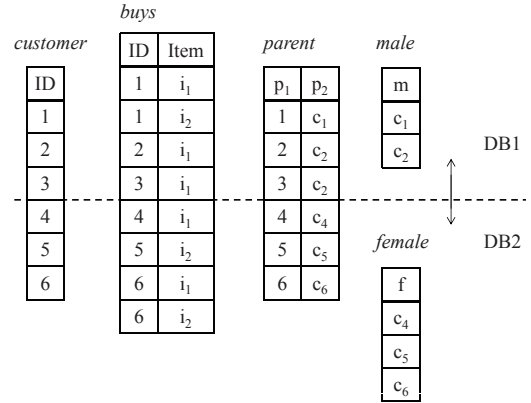 buys
customer parent male
ID Item
ID 1 i₁ p₁ p₂ m
1 1 i₂ 1 c₁ c₁
2 2 i₁ 2 c₂ c₂ DB1
3 3 i₁ 3 c₂
4 4 i₁ 4 c₄
5 5 i₂ 5 c₅ female DB2
6 6 i₁ 6 c₆ f
6 i₂ c₄
c₅
c₆